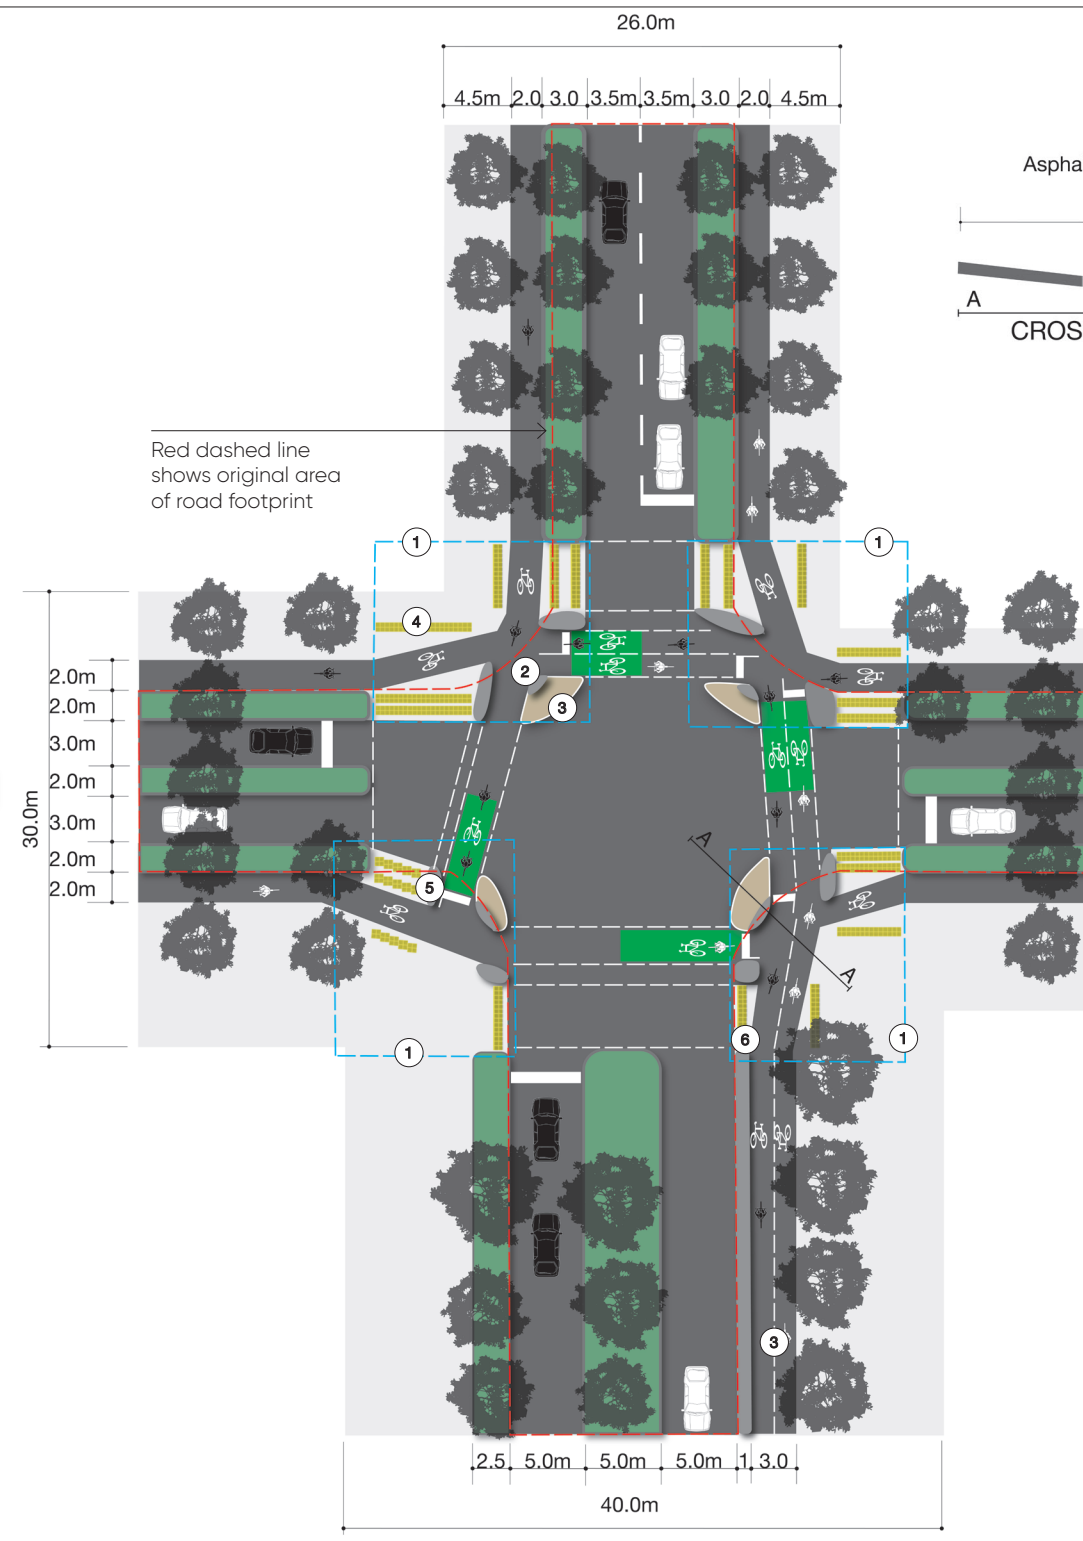 26.0m
4.5m 2.0 3.0 3.5m 3.5m 3.0 2.0 4.5m
Aspha
A
CROS
Red dashed line
shows original area
of road footprint
1
1
4
2
3
2.0m
2.0m
3.0m
2.0m
3.0m
2.0m
2.0m
30.0m
A
5
A
6
1
1
3
2.5 5.0m 5.0m 5.0m 1 3.0
40.0m